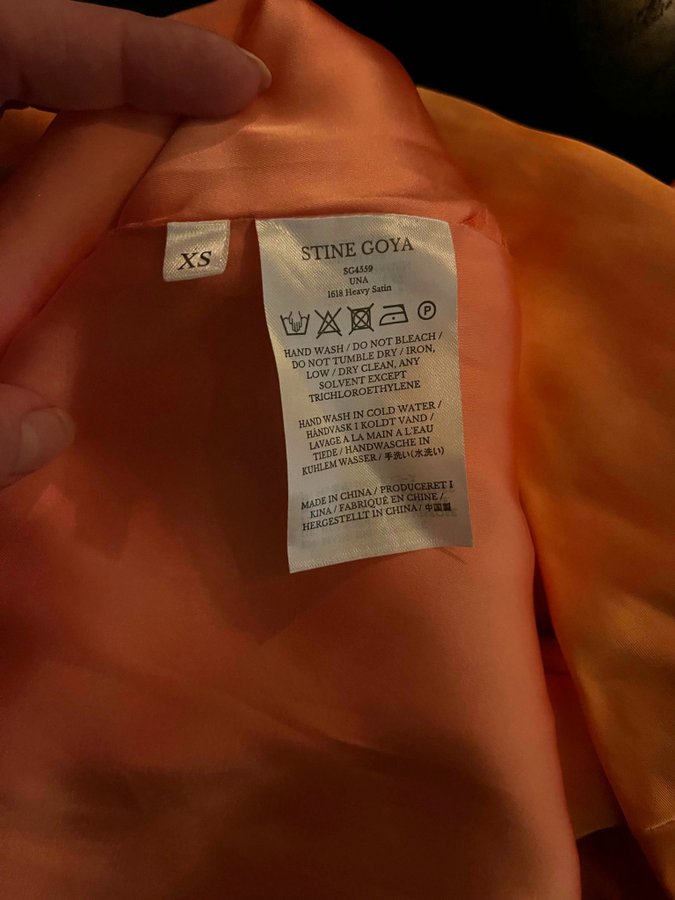 XS
STINE GOYA
SG4559
UNA
1618 Heavy Satin
P
HAND WASH / DO NOT BLEACH /
DO NOT TUMBLE DRY / IRON,
LOW / DRY CLEAN, ANY
SOLVENT EXCEPT
TRICHLOROETHYLENE
HAND WASH IN COLD WATER /
HÅNDVASK I KOLDT VAND /
LAVAGE A LA MAIN A L'EAU
TIEDE / HANDWASCHE IN
KUHLEM WASSER / 手洗い(水洗い)
MADE IN CHINA / PRODUCERET I
KINA / FABRIQUÉ EN CHINE /
HERGESTELLT IN CHINA / 中国製